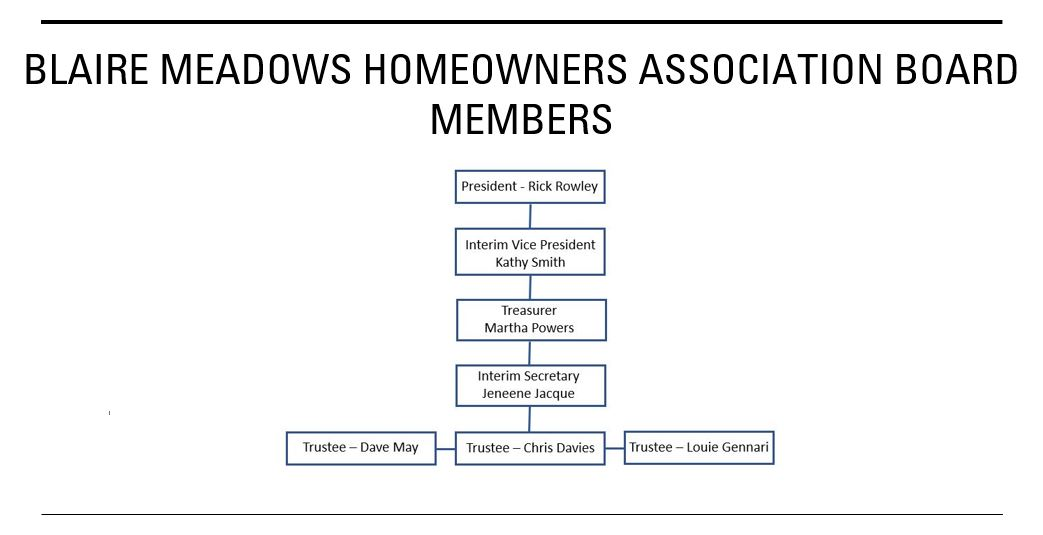 BLAIRE MEADOWS HOMEOWNERS ASSOCIATION BOARD
MEMBERS
President - Rick Rowley
Interim Vice President
Kathy Smith
Treasurer
Martha Powers
Interim Secretary
Jeneene Jacque
Trustee – Dave May
Trustee – Chris Davies
Trustee – Louie Gennari